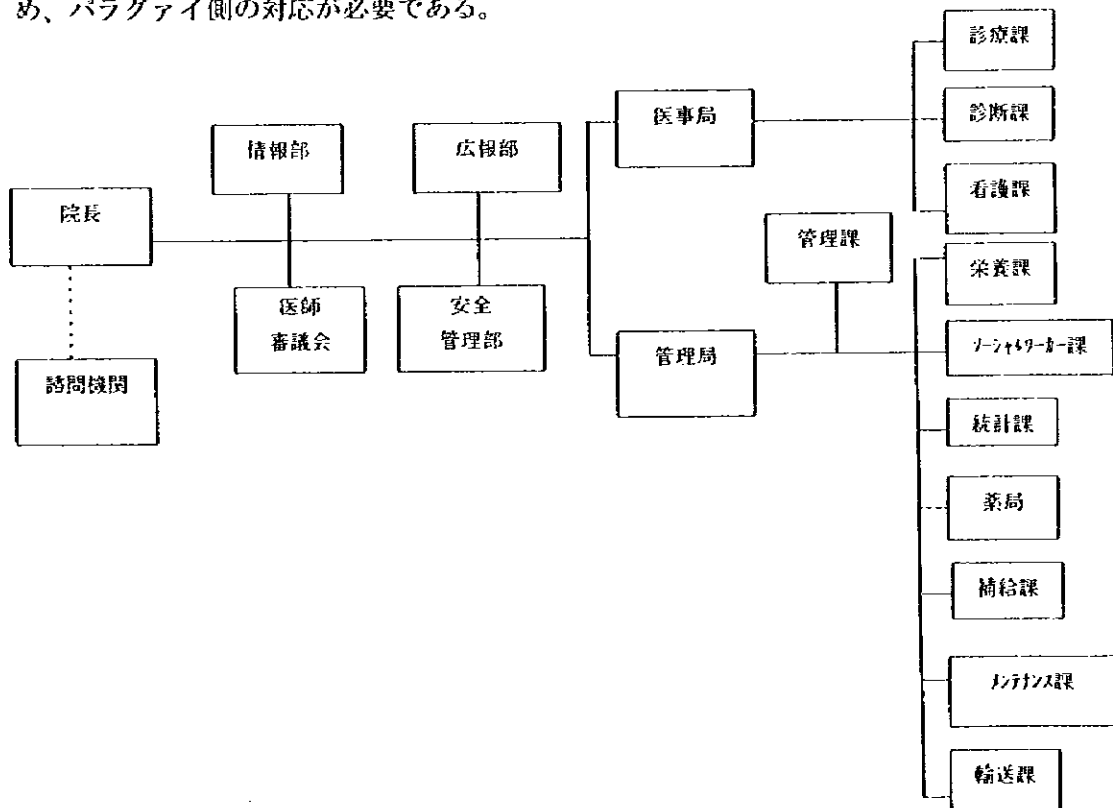 め、パラグァイ側の対応が必要である。
診療課
医事局
診断課
情報部
広報部
看護課
院長
管理課
栄養課
医師
審議会
安全
管理部
管理局
ソーシャルワーカー課
諮問機関
統計課
薬局
補給課
メンテナンス課
輸送課